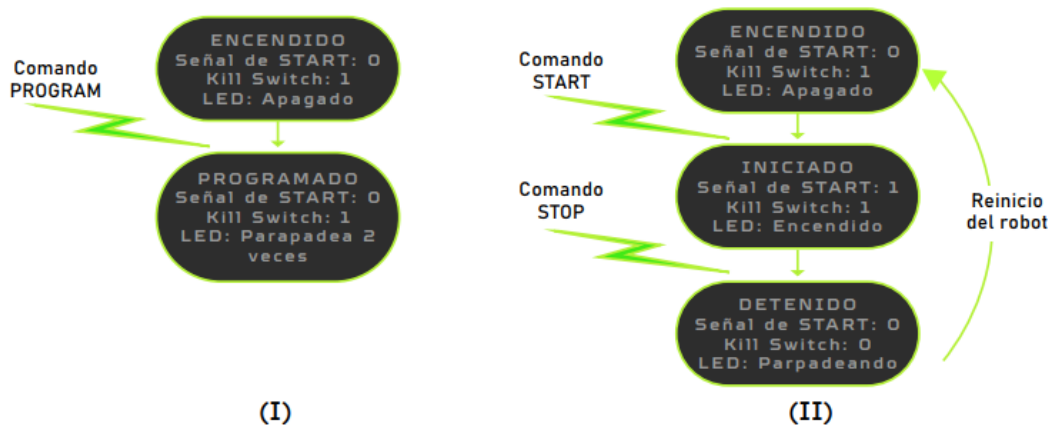 ENCENDIDO
Señal de START: 0
Kill Switch: 1
LED: Apagado
Comando
PROGRAM
PROGRAMADO
Señal de START: 0
Kill Switch: 1
LED: Parapadea 2
veces
(I)
ENCENDIDO
Señal de START: 0
Kill Switch: 1
LED: Apagado
Comando
START
INICIADO
Señal de START: 1
Kill Switch: 1
LED: Encendido
Comando
STOP
Reinicio
del robot
DETENIDO
Señal de START: 0
Kill Switch: 0
LED: Parpadeando
(II)